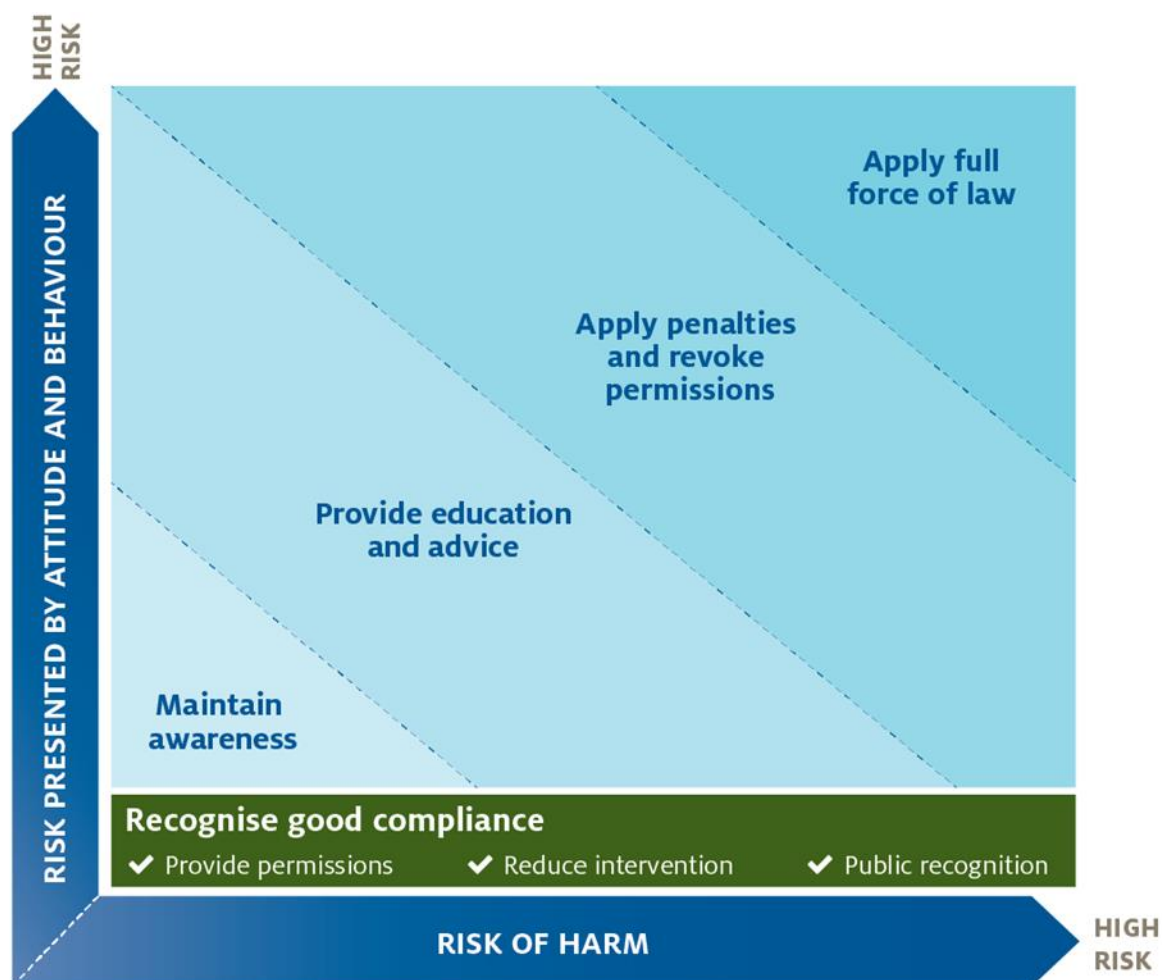 HIGH
RISK
RISK PRESENTED BY ATTITUDE AND BEHAVIOUR
Apply full
force of law
Apply penalties
and revoke
permissions
Provide education
and advice
Maintain
awareness
Recognise good compliance
Provide permissions
Reduce intervention
Public recognition
RISK OF HARM
HIGH
RISK